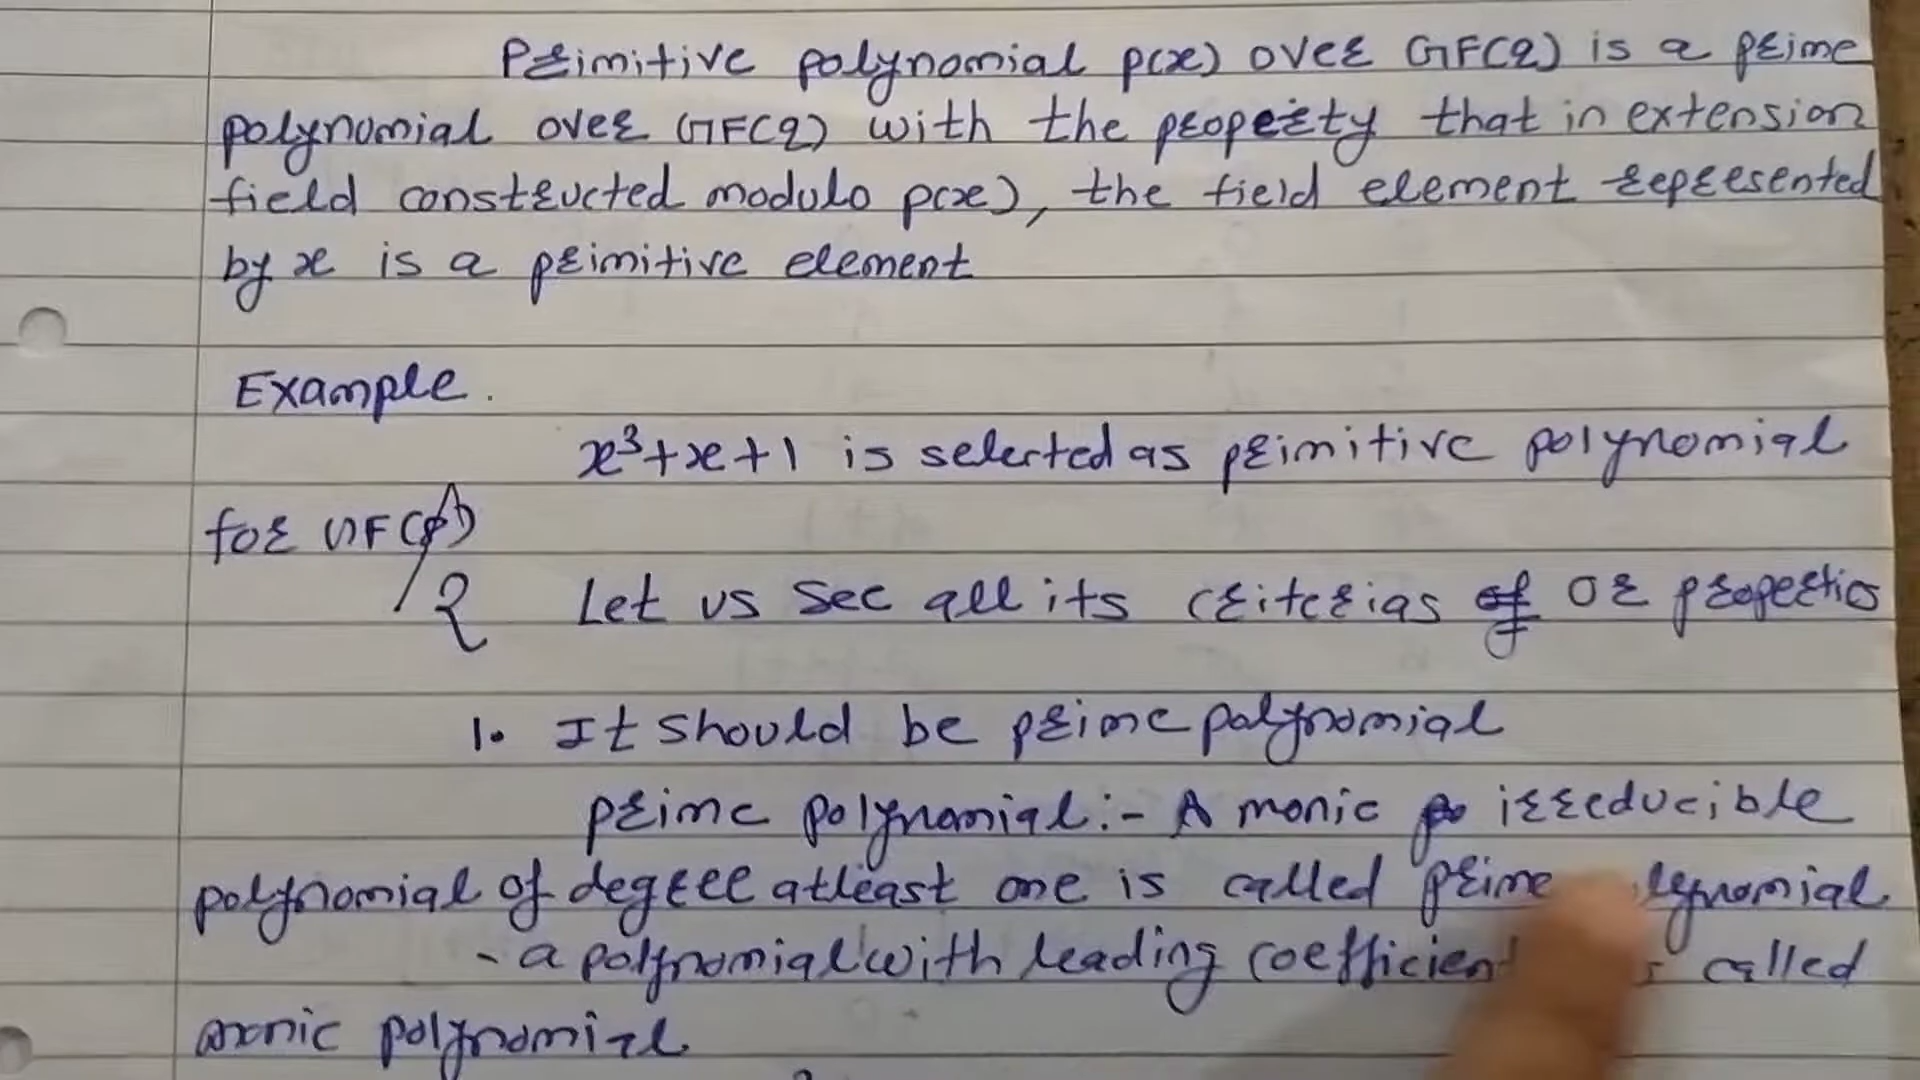 Primitive polynomial p(x) over GF(q) is a prime
polynomial over GF(q) with the property that in extension
field constructed modulo p(x), the field element represented
by x is a primitive element
Example.
x³+x+1 is selected as primitive polynomial
for GF( )
2
Let us see all its criterias of or properties
1. It should be prime polynomial
prime polynomial:- A monic irreducible
polynomial of degree atleast one is called prime
- a polynomial with leading called
monic polynomial